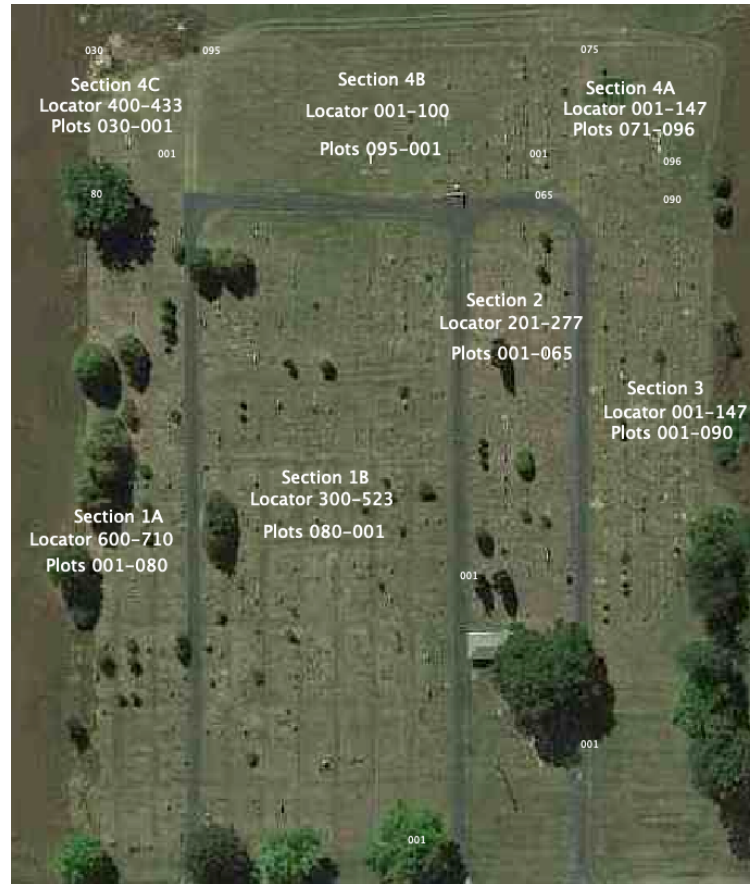 030
095
075
Section 4C
Locator 400-433
Plots 030-001
Section 4B
Locator 001-100
Plots 095-001
Section 4A
Locator 001-147
Plots 071-096
001
001
096
80
065
090
Section 2
Locator 201-277
Plots 001-065
Section 3
Locator 001-147
Plots 001-090
Section 1B
Locator 300-523
Plots 080-001
Section 1A
Locator 600-710
Plots 001-080
001
001
001